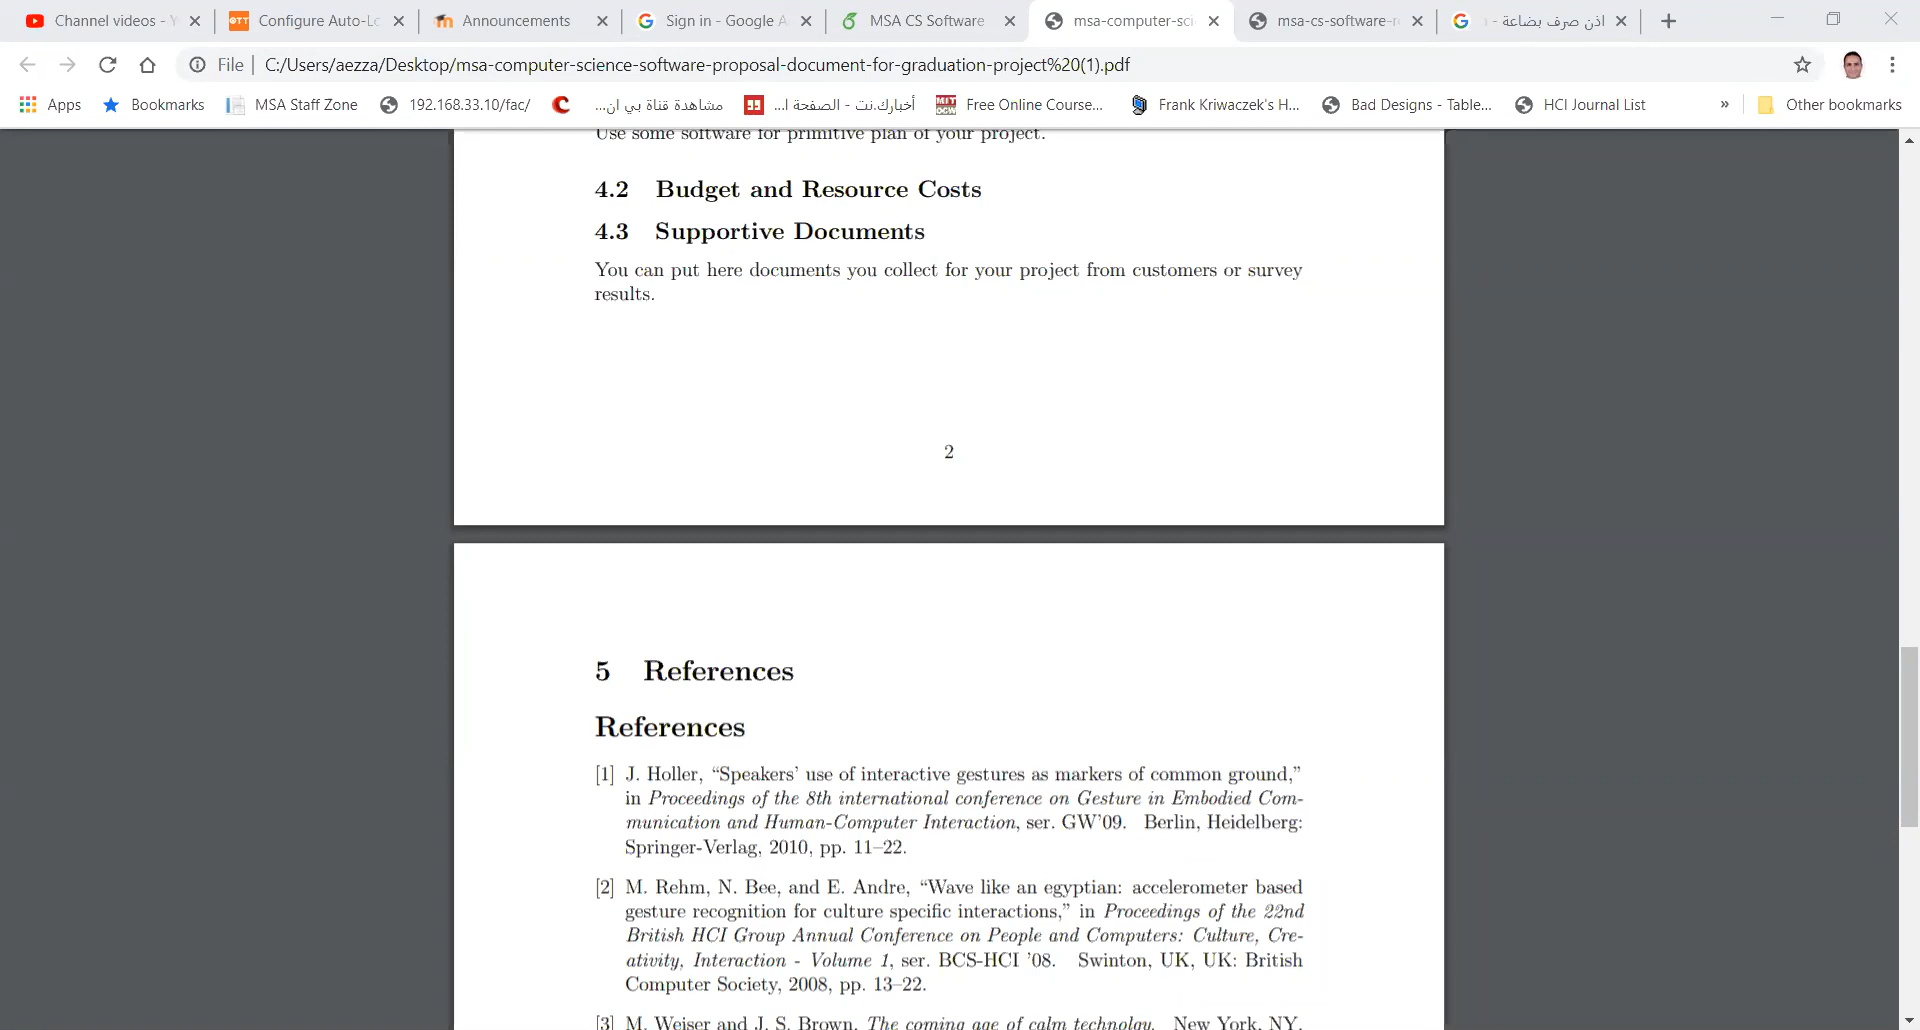 Channel videos - Y
OTT Configure Auto-Lo
Announcements
Sign in - Google A
MSA CS Software
msa-computer-sci
msa-cs-software-r
اذن صرف بضاعة -
File C:/Users/aezza/Desktop/msa-computer-science-software-proposal-document-for-graduation-project%20(1).pdf
Apps
Bookmarks
MSA Staff Zone
192.168.33.10/fac/
مشاهدة قناة بي ان...
أخبارك.نت - الصفحة ا...
MIT Free Online Course...
Frank Kriwaczek's H...
Bad Designs - Table...
HCI Journal List
»
Other bookmarks
Use some software for primitive plan of your project.
4.2 Budget and Resource Costs
4.3 Supportive Documents
You can put here documents you collect for your project from customers or survey
results.
2
5 References
References
[1] J. Holler, “Speakers’ use of interactive gestures as markers of common ground,”
in Proceedings of the 8th international conference on Gesture in Embodied Com-
munication and Human-Computer Interaction, ser. GW’09. Berlin, Heidelberg:
Springer-Verlag, 2010, pp. 11–22.
[2] M. Rehm, N. Bee, and E. Andre, “Wave like an egyptian: accelerometer based
gesture recognition for culture specific interactions,” in Proceedings of the 22nd
British HCI Group Annual Conference on People and Computers: Culture, Cre-
ativity, Interaction - Volume 1, ser. BCS-HCI ’08. Swinton, UK, UK: British
Computer Society, 2008, pp. 13–22.
[3] M. Weiser and J. S. Brown, The coming age of calm technolgy. New York, NY,